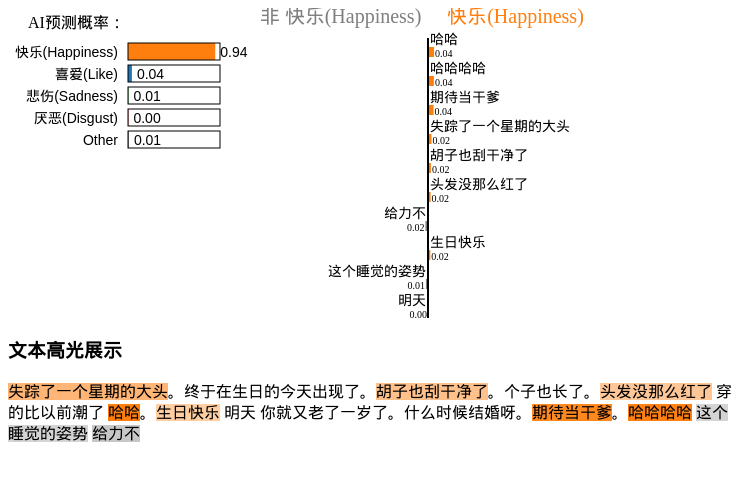 AI预测概率：
非 快乐(Happiness) 快乐(Happiness)
快乐(Happiness) 0.94
喜爱(Like) 0.04
悲伤(Sadness) 0.01
厌恶(Disgust) 0.00
Other 0.01
哈哈
0.04
哈哈哈哈
0.04
期待当干爹
0.04
失踪了一个星期的大头
0.02
胡子也刮干净了
0.02
头发没那么红了
0.02
给力不
0.02
生日快乐
0.02
这个睡觉的姿势
0.01
明天
0.00
文本高光展示
失踪了一个星期的大头。终于在生日的今天出现了。胡子也刮干净了。个子也长了。头发没那么红了 穿
的比以前潮了 哈哈。生日快乐 明天 你就又老了一岁了。什么时候结婚呀。期待当干爹。哈哈哈哈 这个
睡觉的姿势 给力不